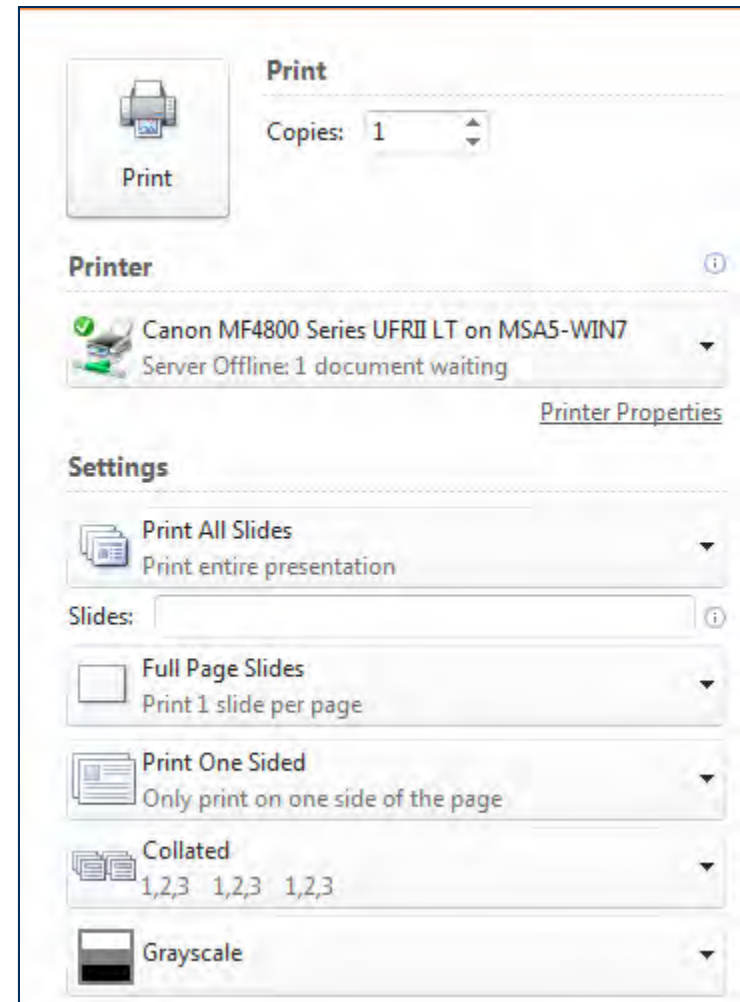 Print
Copies: 1
Print
Printer
Canon MF4800 Series UFRII LT on MSA5-WIN7
Server Offline: 1 document waiting
Printer Properties
Settings
Print All Slides
Print entire presentation
Slides:
Full Page Slides
Print 1 slide per page
Print One Sided
Only print on one side of the page
Collated
1,2,3 1,2,3 1,2,3
Grayscale